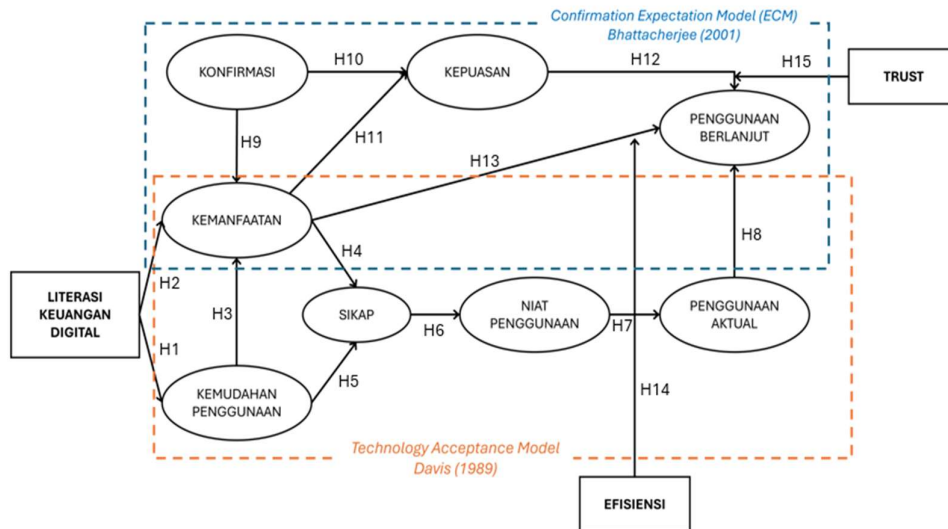 Confirmation Expectation Model (ECM)
Bhattacherjee (2001)
KONFIRMASI
H10
KEPUASAN
H12
H15
TRUST
PENGGUNAAN
BERLANJUT
H9
H11
H13
KEMANFAATAN
H4
H8
H2
H3
LITERASI
KEUANGAN
DIGITAL
H1
SIKAP
H6
NIAT
PENGGUNAAN
H7
PENGGUNAAN
AKTUAL
H5
KEMUDAHAN
PENGGUNAAN
H14
Technology Acceptance Model
Davis (1989)
EFISIENSI